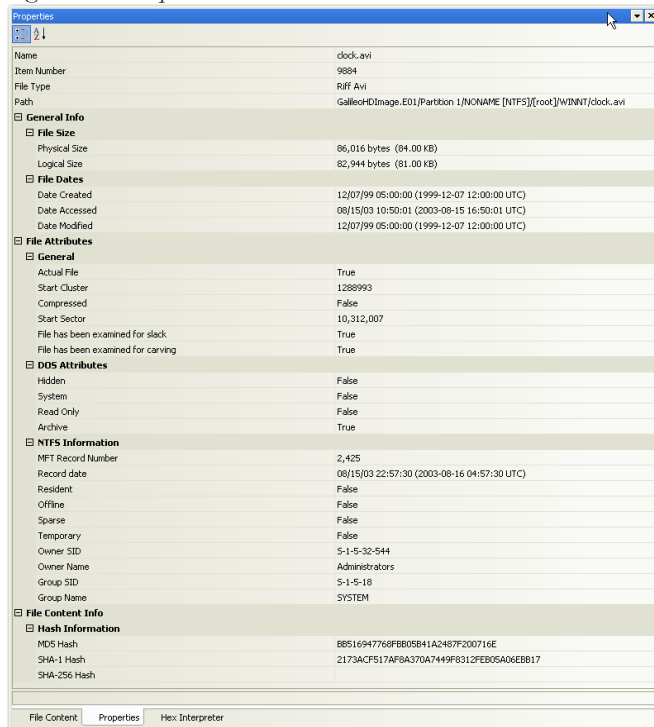 Properties
Name clock.avi
Item Number 9884
File Type Riff Avi
Path GalileoHDImage.E01/Partition 1/NONAME [NTFS]/[root]/WINNT/clock.avi
General Info
File Size
Physical Size 86,016 bytes (84.00 KB)
Logical Size 82,944 bytes (81.00 KB)
File Dates
Date Created 12/07/99 05:00:00 (1999-12-07 12:00:00 UTC)
Date Accessed 08/15/03 10:50:01 (2003-08-15 16:50:01 UTC)
Date Modified 12/07/99 05:00:00 (1999-12-07 12:00:00 UTC)
File Attributes
General
Actual File True
Start Cluster 1288993
Compressed False
Start Sector 10,312,007
File has been examined for slack True
File has been examined for carving True
DOS Attributes
Hidden False
System False
Read Only False
Archive True
NTFS Information
MFT Record Number 2,425
Record date 08/15/03 22:57:30 (2003-08-16 04:57:30 UTC)
Resident False
Offline False
Sparse False
Temporary False
Owner SID S-1-5-32-544
Owner Name Administrators
Group SID S-1-5-18
Group Name SYSTEM
File Content Info
Hash Information
MD5 Hash BB516947768FBB05B41A2487F200716E
SHA-1 Hash 2173ACF517AF8A370A7449F8312FEB05A06EBB17
SHA-256 Hash
File Content Properties Hex Interpreter